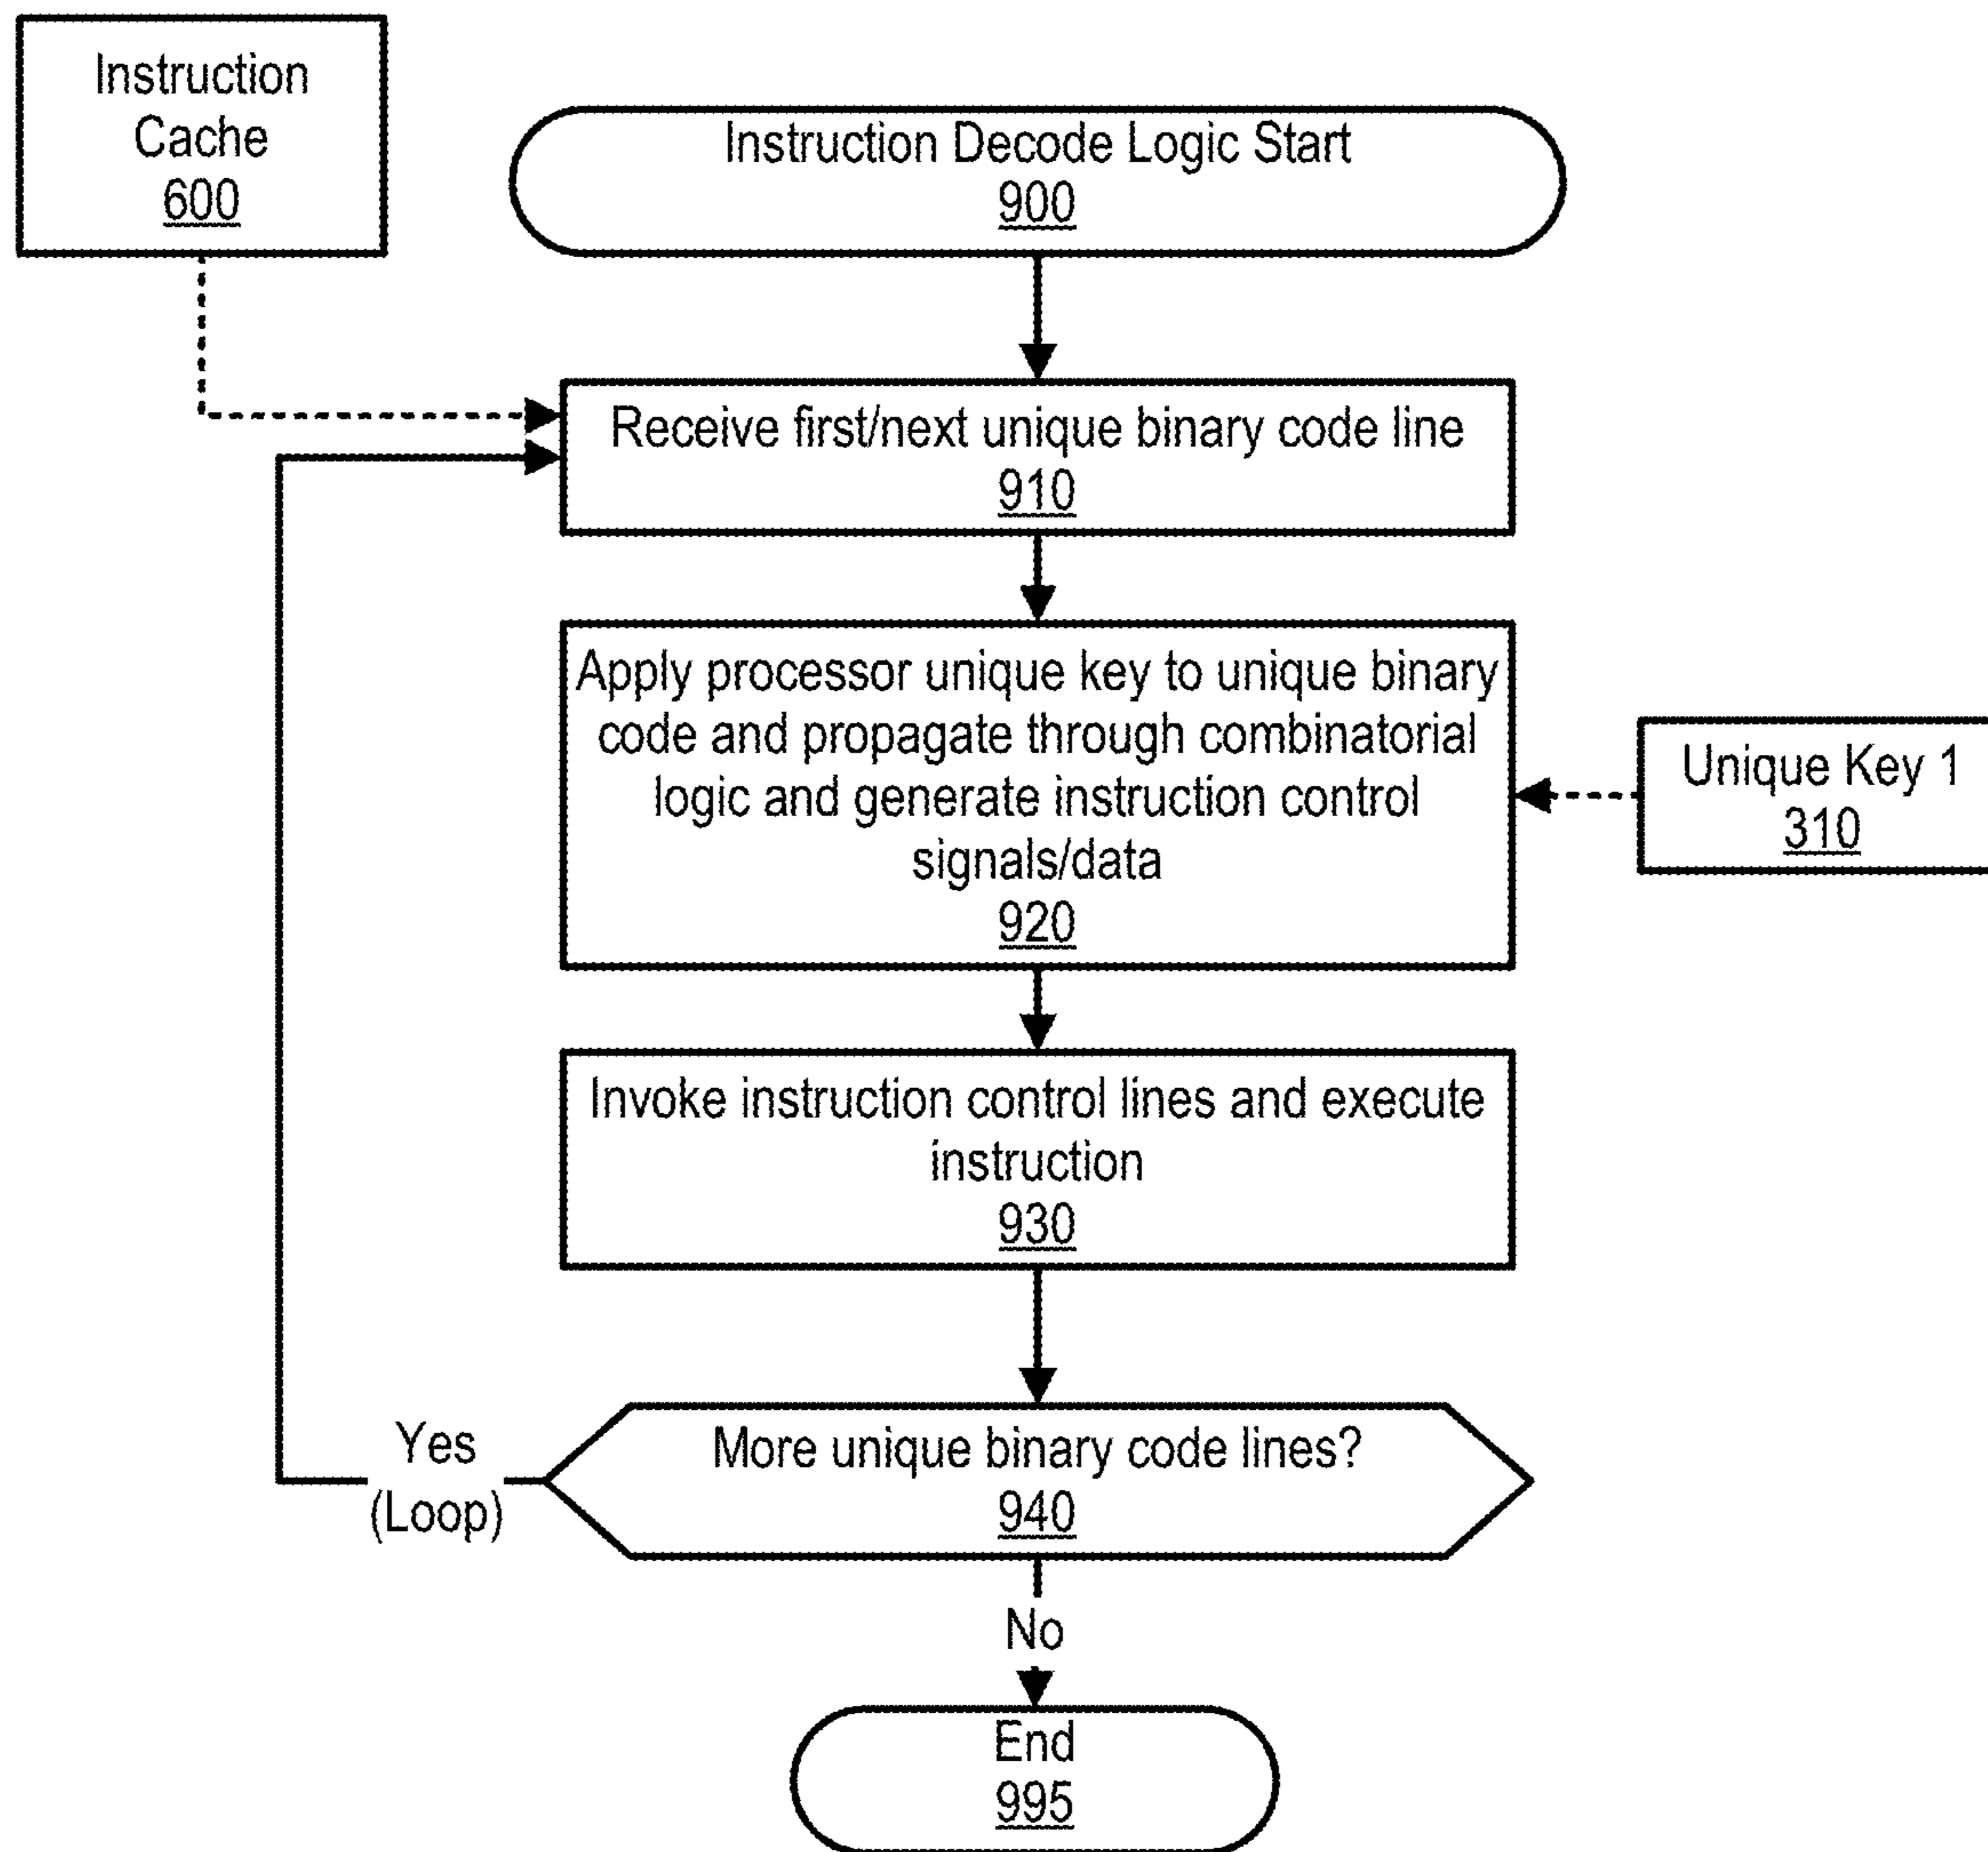 Instruction
Cache
600
Instruction Decode Logic Start
900
Receive first/next unique binary code line
910
Apply processor unique key to unique binary
code and propagate through combinatorial
logic and generate instruction control
signals/data
920
Unique Key 1
310
Invoke instruction control lines and execute
instruction
930
More unique binary code lines?
940
Yes
(Loop)
No
End
995